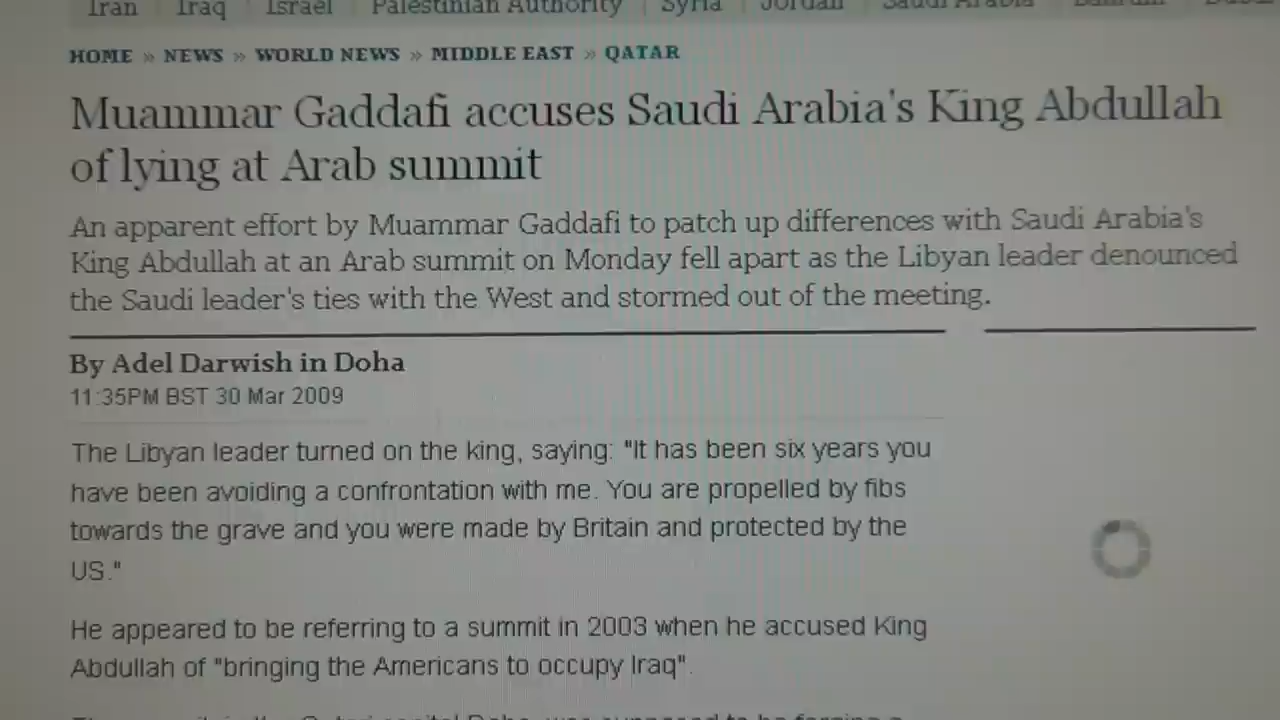 Iran Iraq Israel Palestinian Authority Syria Jordan Saudi Arabia Bahrain
HOME » NEWS » WORLD NEWS » MIDDLE EAST » QATAR
Muammar Gaddafi accuses Saudi Arabia's King Abdullah
of lying at Arab summit
An apparent effort by Muammar Gaddafi to patch up differences with Saudi Arabia's
King Abdullah at an Arab summit on Monday fell apart as the Libyan leader denounced
the Saudi leader's ties with the West and stormed out of the meeting.
By Adel Darwish in Doha
11:35PM BST 30 Mar 2009
The Libyan leader turned on the king, saying: "It has been six years you
have been avoiding a confrontation with me. You are propelled by fibs
towards the grave and you were made by Britain and protected by the
US."
He appeared to be referring to a summit in 2003 when he accused King
Abdullah of "bringing the Americans to occupy Iraq".